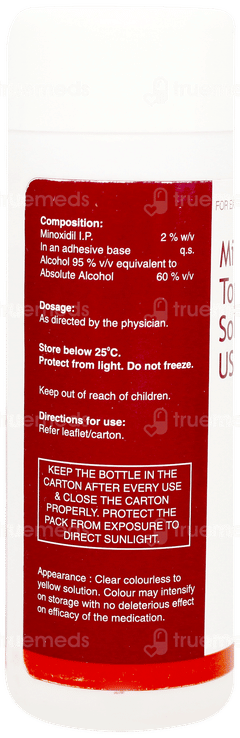 Composition:
Minoxidil I.P. 2 % w/v
In an adhesive base q.s.
Alcohol 95 % v/v equivalent to
Absolute Alcohol 60 % v/v
Dosage:
As directed by the physician.
Store below 25°C.
Protect from light. Do not freeze.
Keep out of reach of children.
Directions for use:
Refer leaflet/carton.
KEEP THE BOTTLE IN THE
CARTON AFTER EVERY USE
& CLOSE THE CARTON
PROPERLY. PROTECT THE
PACK FROM EXPOSURE TO
DIRECT SUNLIGHT.
Appearance : Clear colourless to
yellow solution. Colour may intensify
on storage with no deleterious effect
on efficacy of the medication.
FOR E
Mi
To
So
US
truemeds